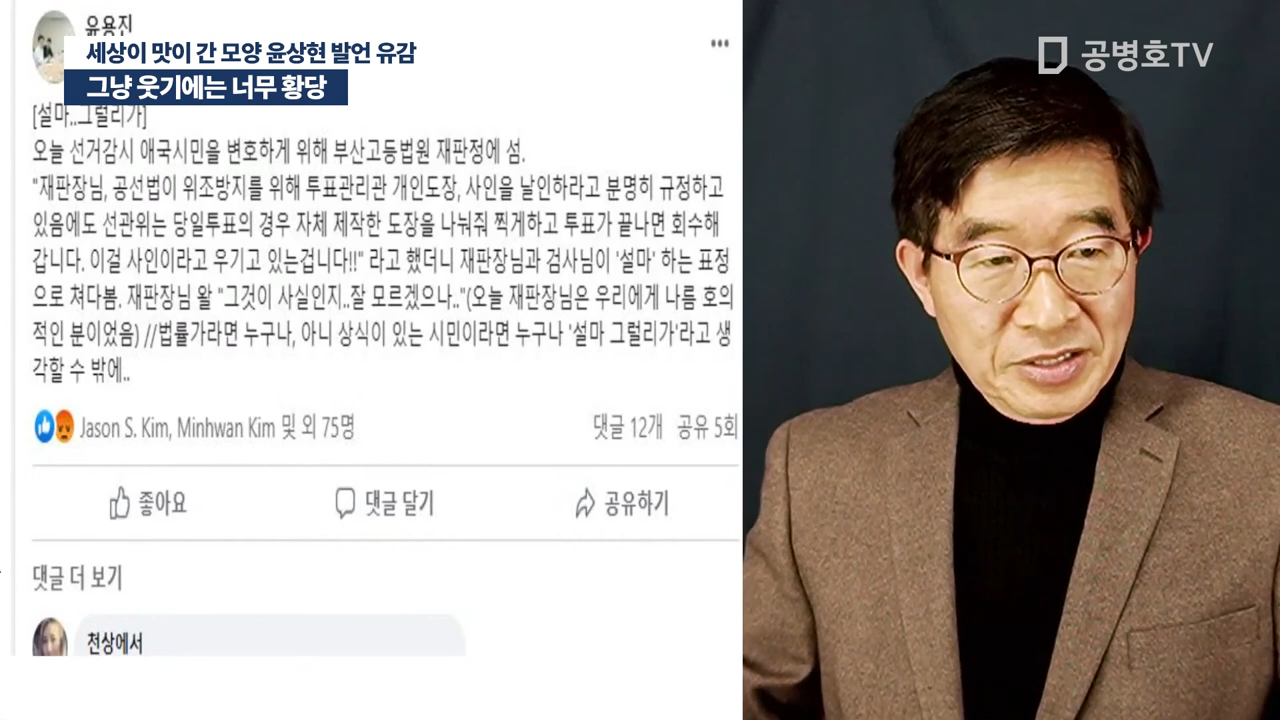 윤용진
세상이 맛이 간 모양 윤상현 발언 유감
그냥 웃기에는 너무 황당
공병호TV
[설마..그럴리가]
오늘 선거감시 애국시민을 변호하게 위해 부산고등법원 재판정에 섬.
"재판장님, 공선법이 위조방지를 위해 투표관리관 개인도장, 사인을 날인하라고 분명히 규정하고
있음에도 선관위는 당일투표의 경우 자체 제작한 도장을 나눠줘 찍게하고 투표가 끝나면 회수해
갑니다. 이걸 사인이라고 우기고 있는겁니다!!" 라고 했더니 재판장님과 검사님이 '설마' 하는 표정
으로 쳐다봄. 재판장님 왈 "그것이 사실인지..잘 모르겠으나.."(오늘 재판장님은 우리에게 나름 호의
적인 분이었음) //법률가라면 누구나, 아니 상식이 있는 시민이라면 누구나 '설마 그럴리가'라고 생
각할 수 밖에..
Jason S. Kim, Minhwan Kim 및 외 75명
댓글 12개 공유 5회
좋아요 댓글 달기 공유하기
댓글 더 보기
천상에서